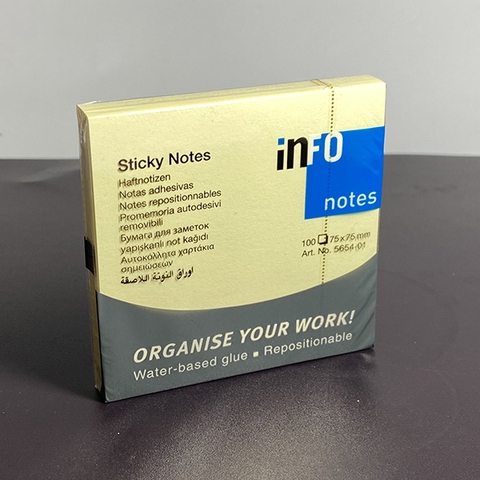 inFO
notes
Sticky Notes
Haftnotizen
Notas adhesivas
Notes repositionnables
Promemoria autodesivi
removibili
Бумага для заметок
yapışkanlı not kağıdı
Αυτοκόλλητα χαρτάκια
σημειώσεων
اوراق النوتة اللاصقة
100 75x75 mm
Art. No. 5654-01
ORGANISE YOUR WORK!
Water-based glue ■ Repositionable